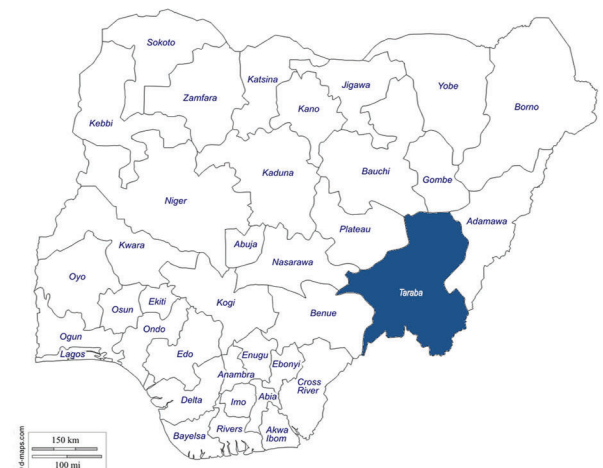 Sokoto
Katsina
Jigawa
Yobe
Borno
Zamfara
Kano
Kebbi
Kaduna
Bauchi
Gombe
Niger
Adamawa
Plateau
Kwara
Abuja
Nasarawa
Oyo
Taraba
Osun
Ekiti
Kogi
Benue
Ogun
Ondo
Lagos
Edo
Enugu
Ebonyi
Anambra
Cross
River
Delta
Imo
Abia
Bayelsa
Rivers
Akwa
Ibom
d-maps.com
150 km
100 mi